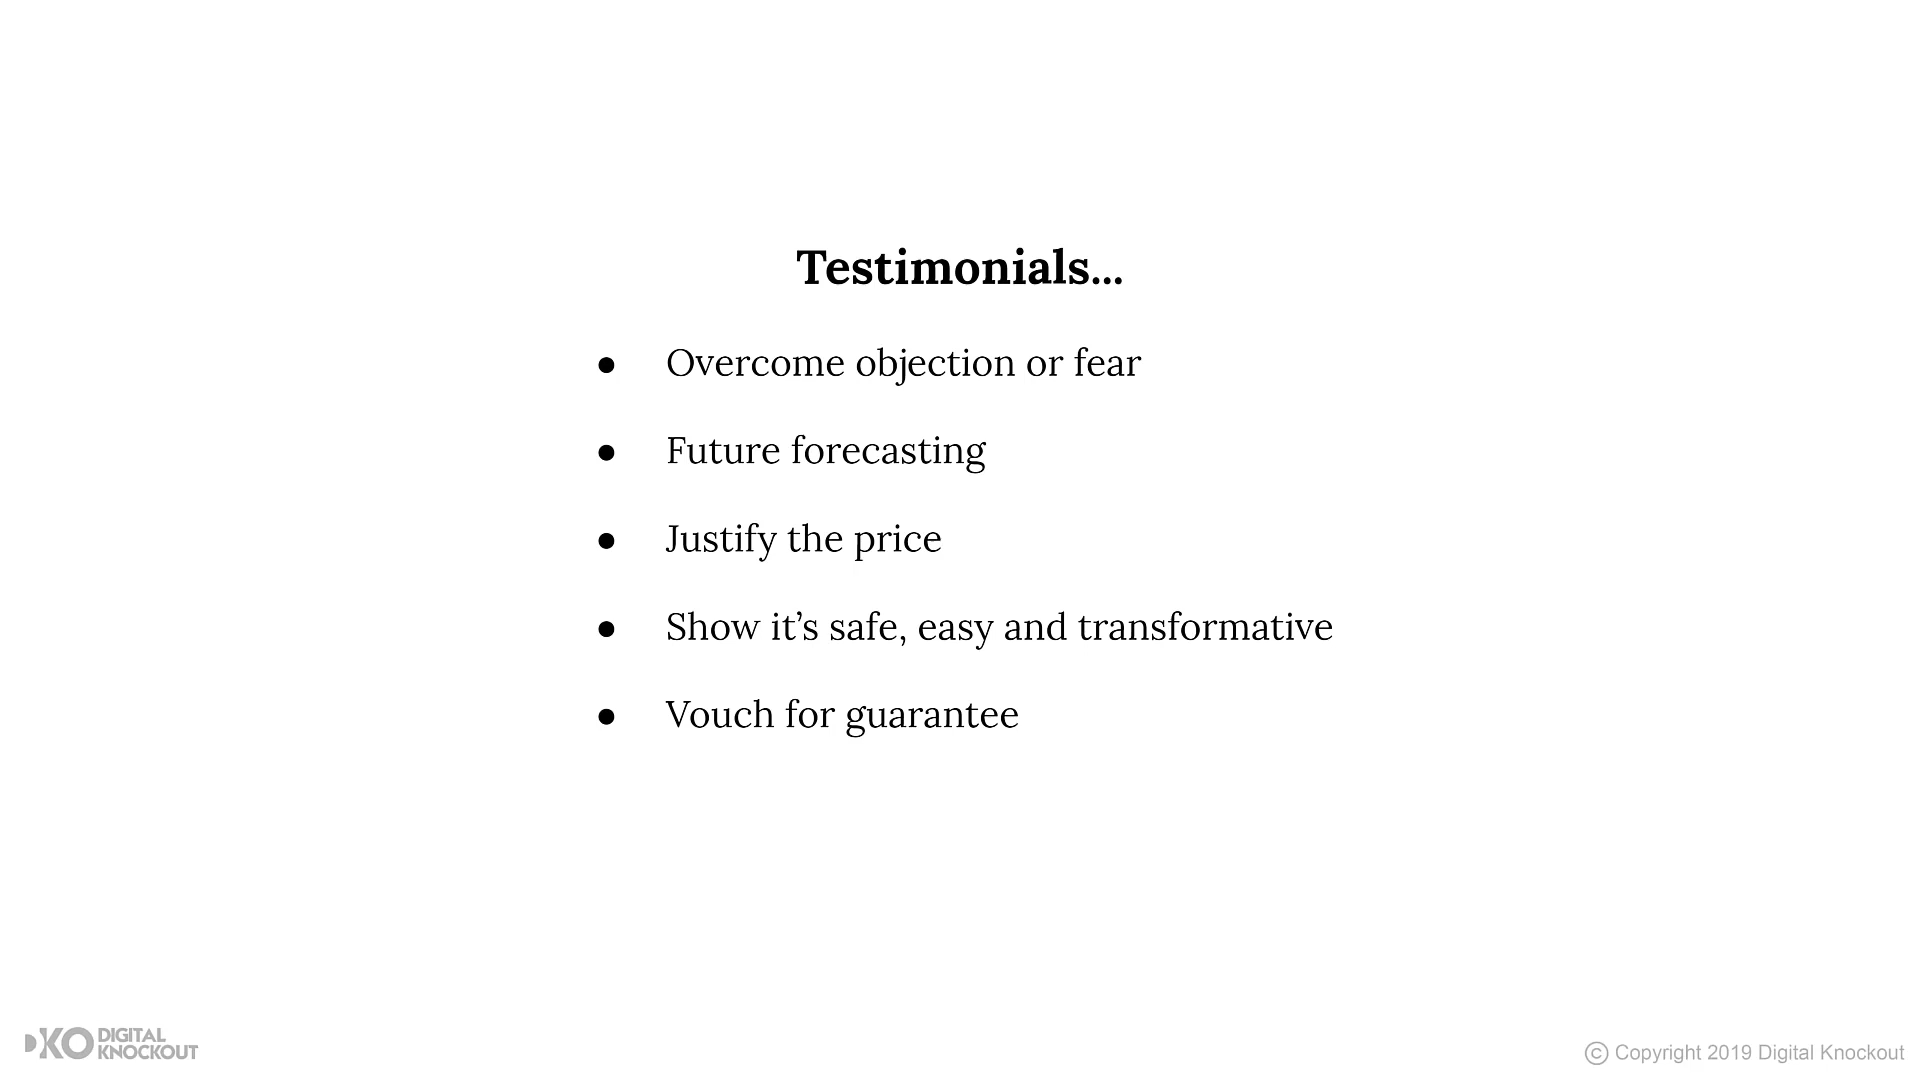 Testimonials...
● Overcome objection or fear
● Future forecasting
● Justify the price
● Show it’s safe, easy and transformative
● Vouch for guarantee
DKO DIGITAL
KNOCKOUT
© Copyright 2019 Digital Knockout